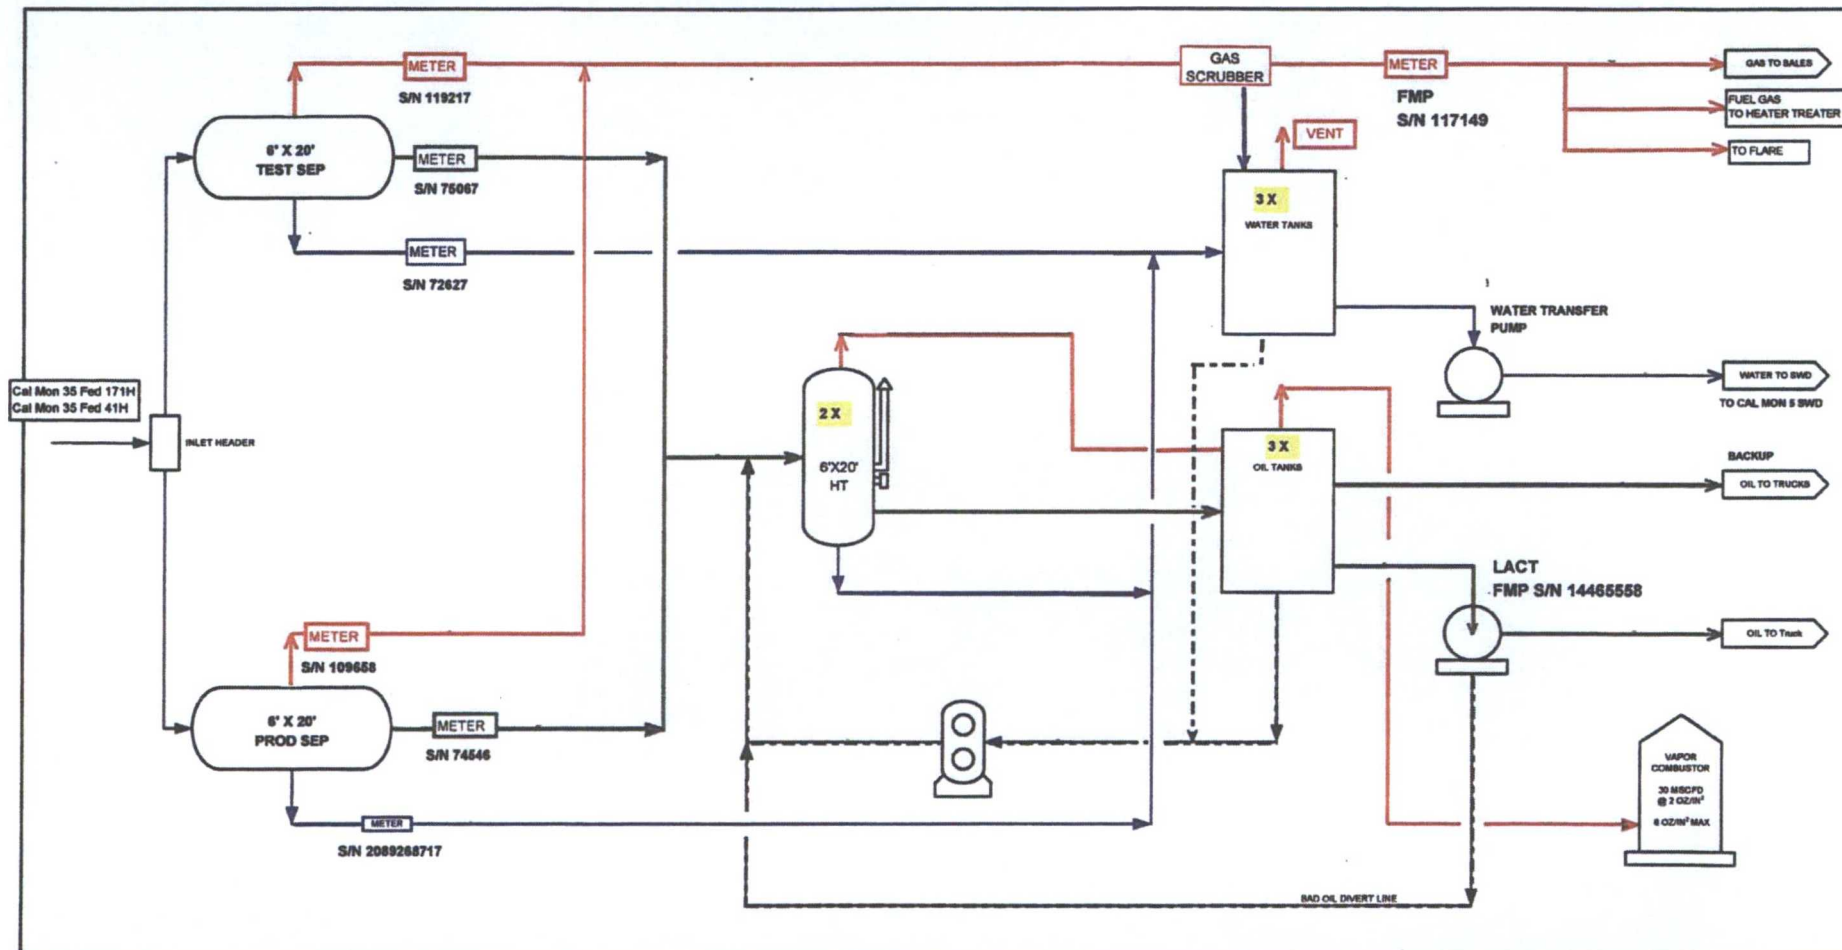 METER
S/N 119217
GAS
SCRUBBER
METER
FMP
S/N 117149
GAS TO SALES
FUEL GAS
TO HEATER TREATER
TO FLARE
VENT
6' X 20'
TEST SEP
METER
S/N 75067
METER
S/N 72627
3 X
WATER TANKS
WATER TRANSFER
PUMP
WATER TO SWD
TO CAL MON 5 SWD
Cal Mon 35 Fed 171H
Cal Mon 35 Fed 41H
INLET HEADER
2 X
6'X20'
HT
3 X
OIL TANKS
BACKUP
OIL TO TRUCKS
LACT
FMP S/N 14465558
OIL TO Truck
METER
S/N 109658
6' X 20'
PROD SEP
METER
S/N 74546
METER
S/N 2089268717
VAPOR
COMBUSTOR
30 MSCFD
@ 2 OZ/IN²
6 OZ/IN² MAX
BAD OIL DIVERT LINE